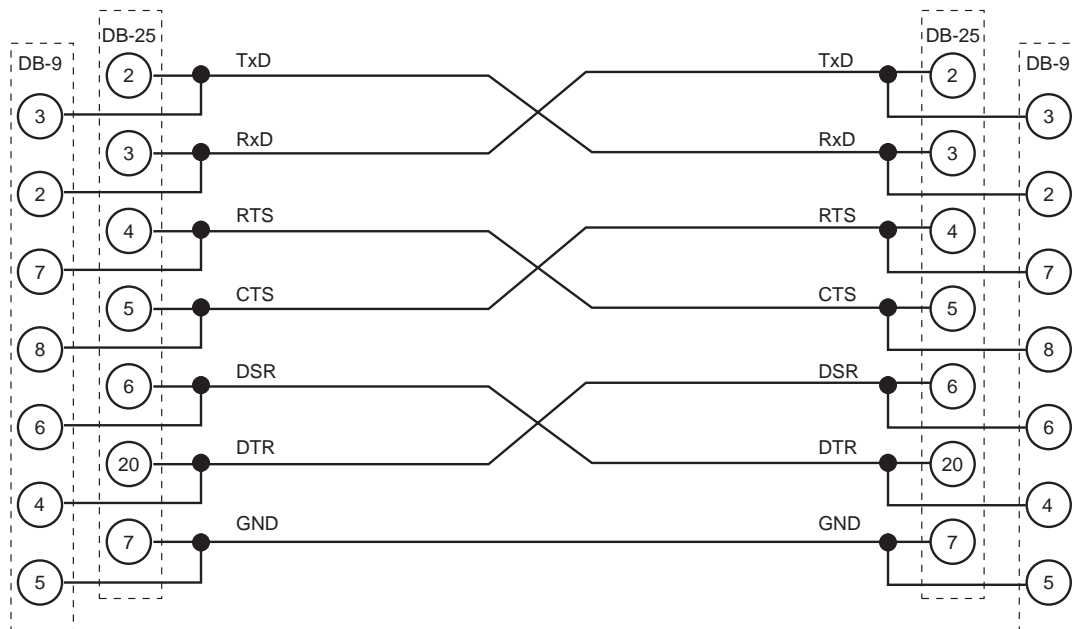 DB-25 DB-25
DB-9 DB-9
2 TxD TxD 2
3 3
3 RxD RxD 3
2 2
4 RTS RTS 4
7 7
5 CTS CTS 5
8 8
6 DSR DSR 6
6 6
20 DTR DTR 20
4 4
7 GND GND 7
5 5